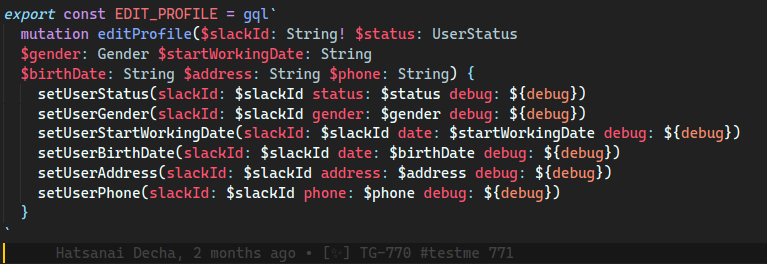 export const EDIT_PROFILE = gql`
mutation editProfile($slackId: String! $status: UserStatus
$gender: Gender $startWorkingDate: String
$birthDate: String $address: String $phone: String) {
setUserStatus(slackId: $slackId status: $status debug: ${debug})
setUserGender(slackId: $slackId gender: $gender debug: ${debug})
setUserStartWorkingDate(slackId: $slackId date: $startWorkingDate debug: ${debug})
setUserBirthDate(slackId: $slackId date: $birthDate debug: ${debug})
setUserAddress(slackId: $slackId address: $address debug: ${debug})
setUserPhone(slackId: $slackId phone: $phone debug: ${debug})
}
`
Hatsanai Decha, 2 months ago • [✨] TG-770 #testme 771